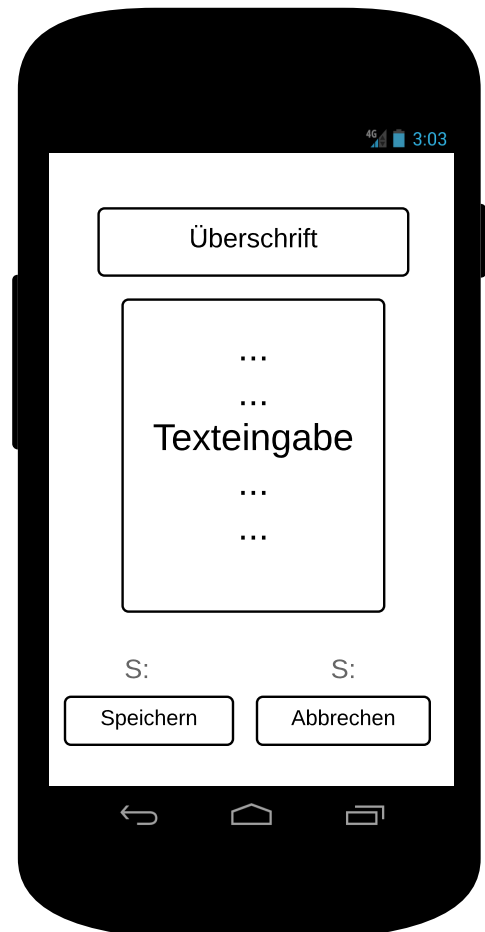 4G 3:03
Überschrift
...
...
Texteingabe
...
...
S: S:
Speichern Abbrechen